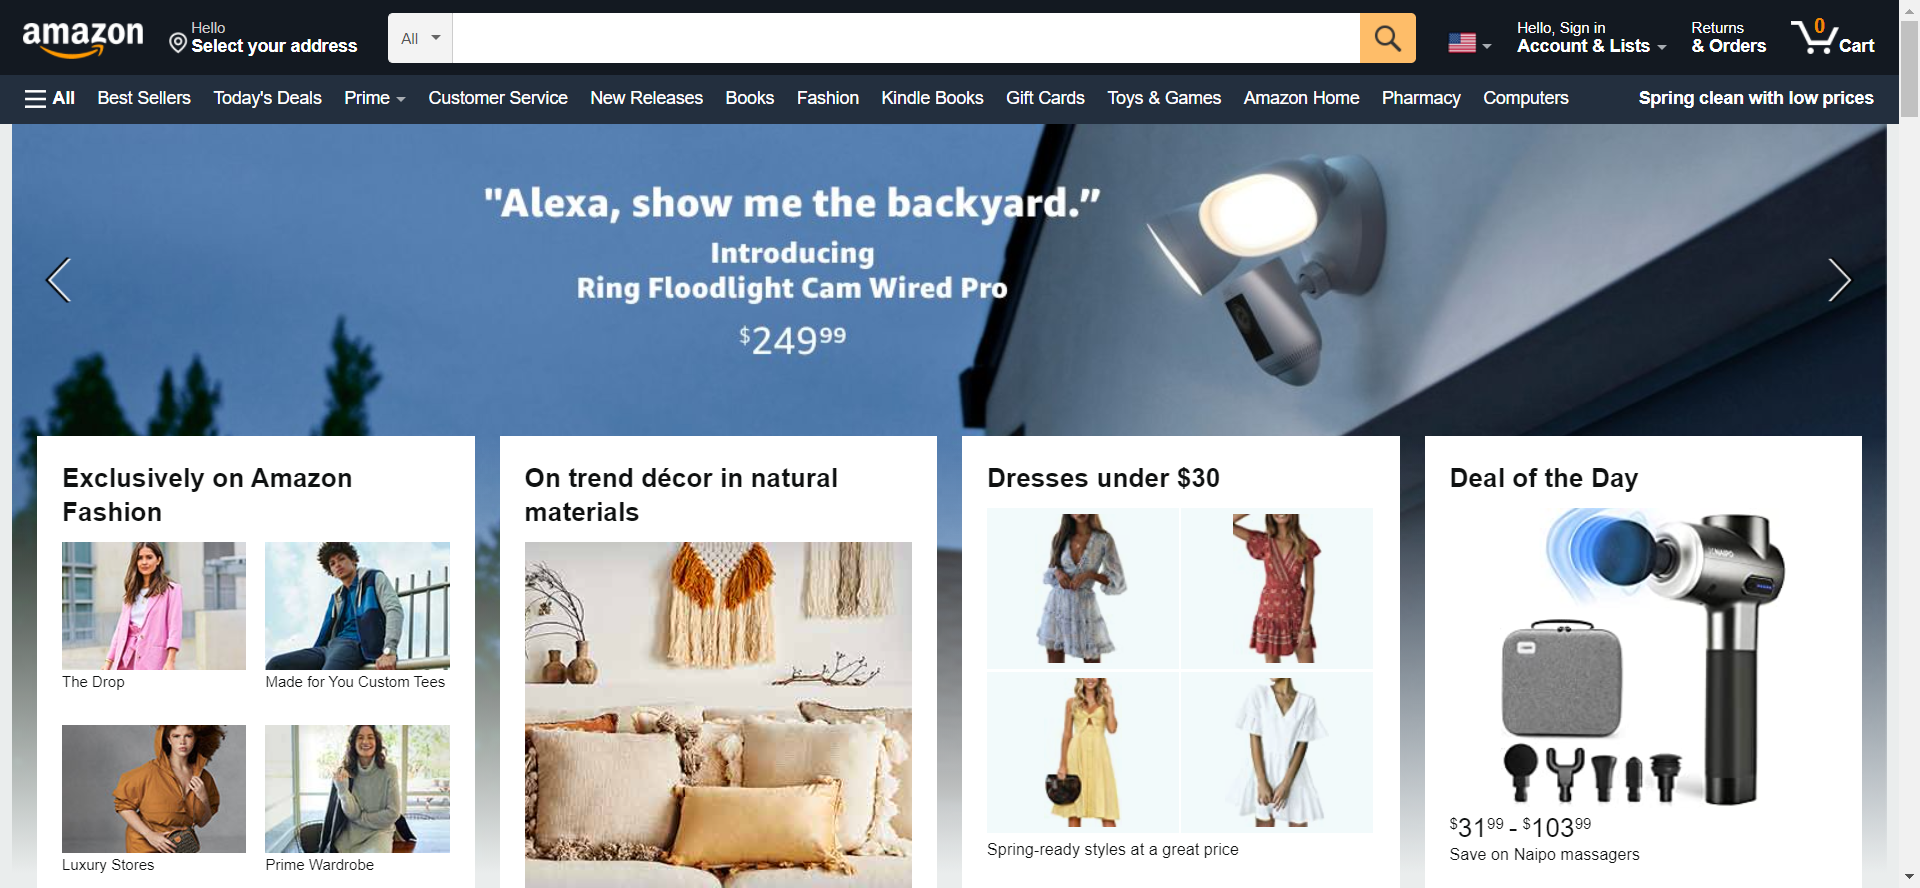 amazon
Hello
Select your address
All
Hello, Sign in
Account & Lists
Returns
& Orders
0
Cart
All
Best Sellers
Today's Deals
Prime
Customer Service
New Releases
Books
Fashion
Kindle Books
Gift Cards
Toys & Games
Amazon Home
Pharmacy
Computers
Spring clean with low prices
"Alexa, show me the backyard.”
Introducing
Ring Floodlight Cam Wired Pro
$249.99
Exclusively on Amazon
Fashion
The Drop
Made for You Custom Tees
Luxury Stores
Prime Wardrobe
On trend décor in natural
materials
Dresses under $30
Spring-ready styles at a great price
Deal of the Day
NAIPO
$31.99 - $103.99
Save on Naipo massagers